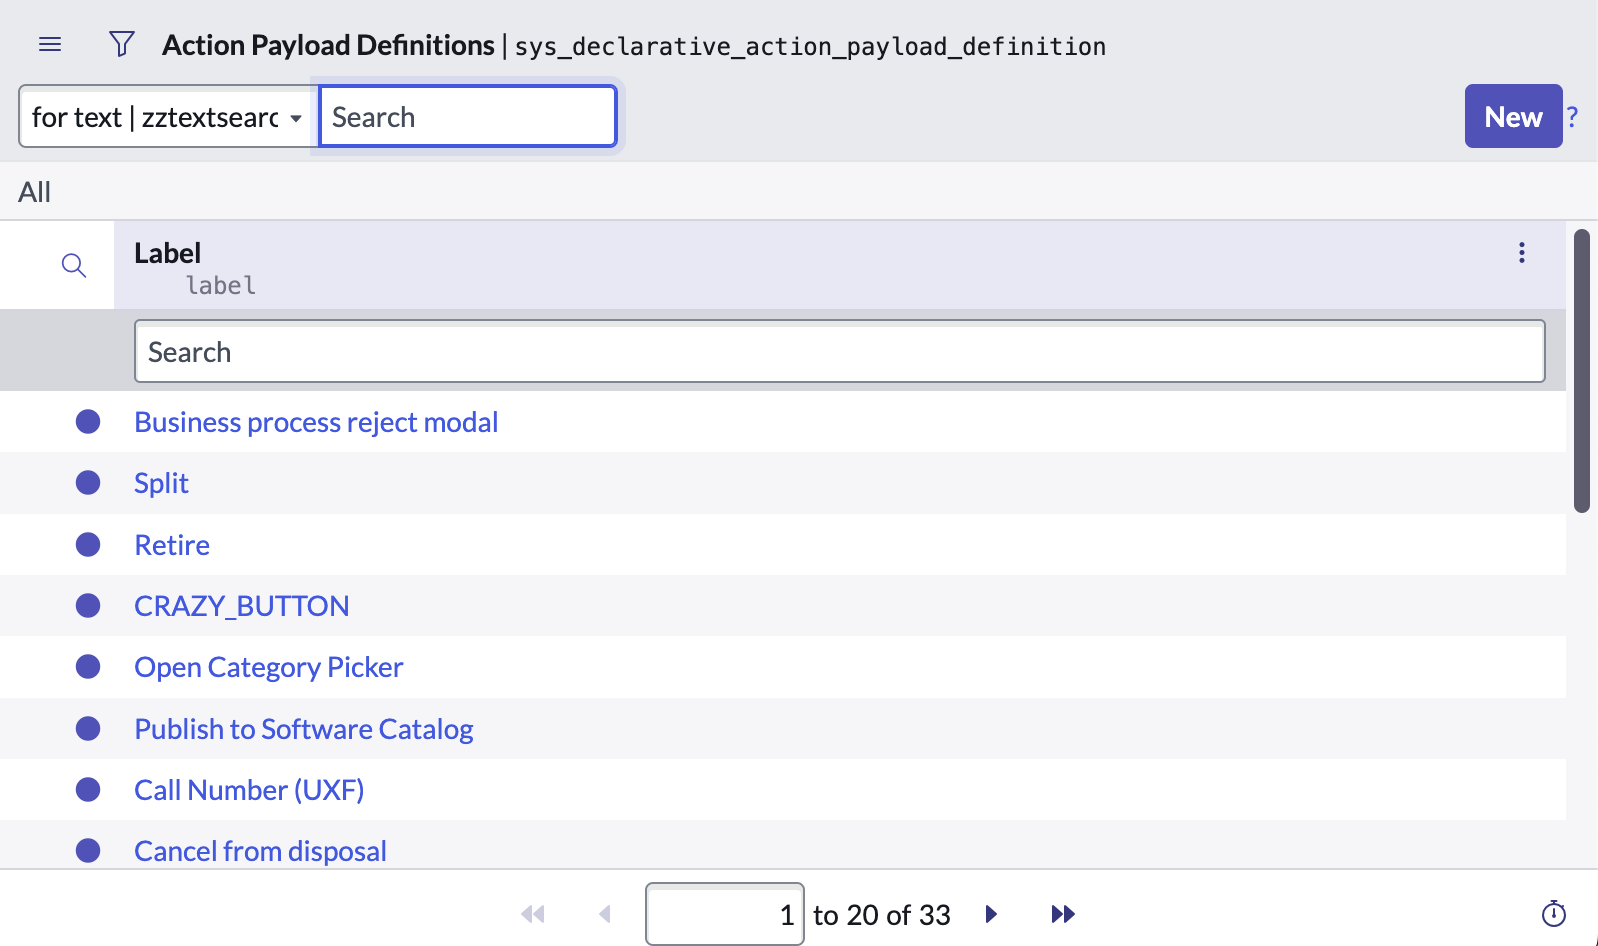 Action Payload Definitions | sys_declarative_action_payload_definition
for text | zztextsearc Search New ?
All
Label
label
Search
Business process reject modal
Split
Retire
CRAZY_BUTTON
Open Category Picker
Publish to Software Catalog
Call Number (UXF)
Cancel from disposal
1 to 20 of 33